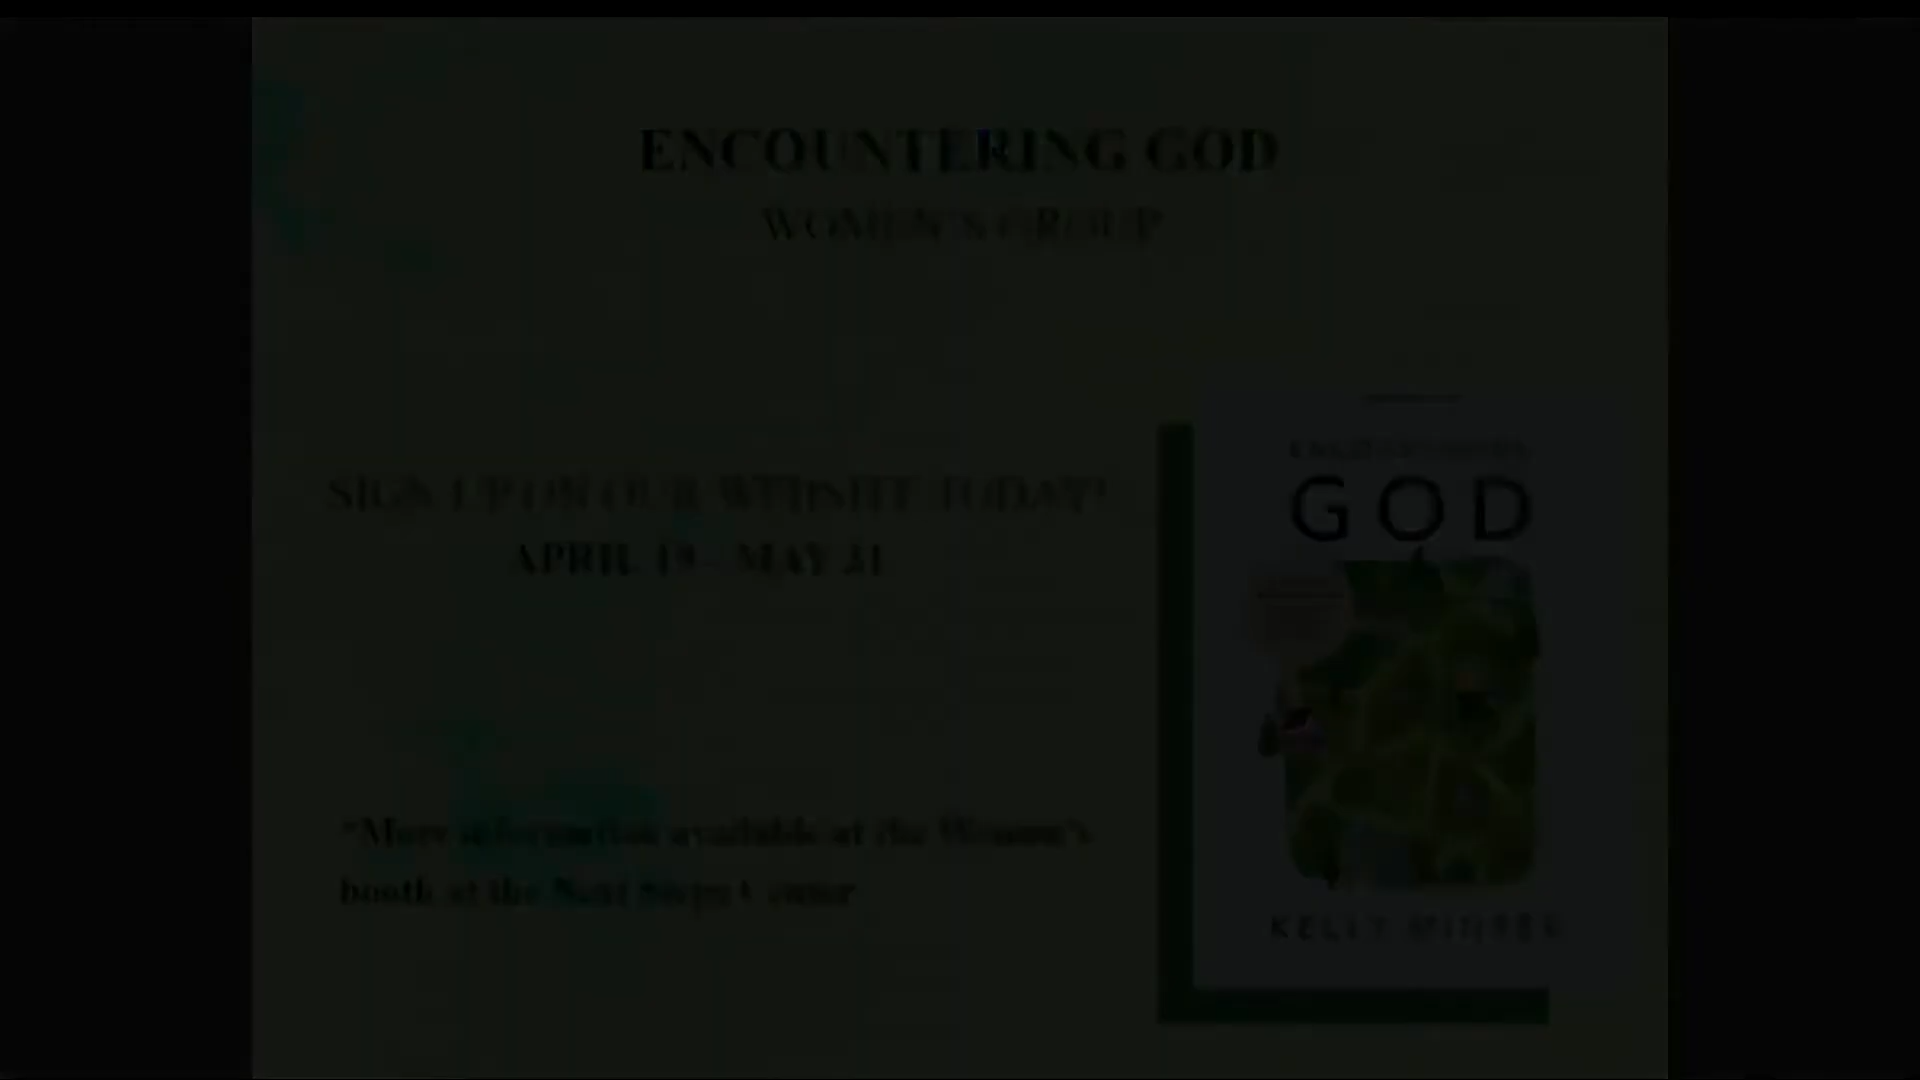 ENCOUNTERING GOD
WOMEN'S GROUP
SIGN UP ON OUR WEBSITE TODAY!
APRIL 19 - MAY 31
*More information available at the Women's
booth at the Next Steps Center
ENCOUNTERING
GOD
KELLY MINTER